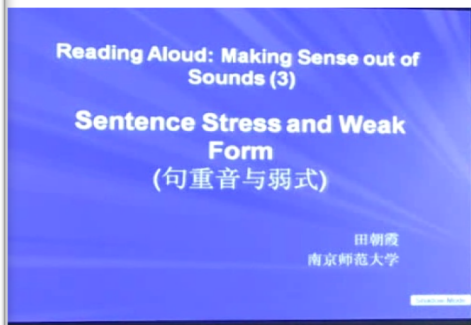 Reading Aloud: Making Sense out of
Sounds (3)
Sentence Stress and Weak
Form
(句重音与弱式)
田朝霞
南京师范大学